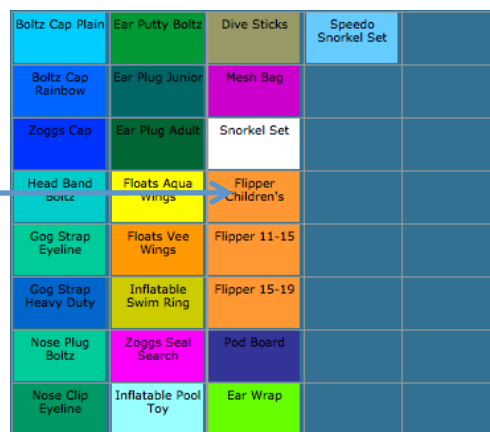 Boltz Cap Plain
Ear Putty Boltz
Dive Sticks
Speedo
Snorkel Set
Boltz Cap
Rainbow
Ear Plug Junior
Mesh Bag
Zoggs Cap
Ear Plug Adult
Snorkel Set
Head Band
Boltz
Floats Aqua
Wings
Flipper
Children's
Gog Strap
Eyeline
Floats Vee
Wings
Flipper 11-15
Gog Strap
Heavy Duty
Inflatable
Swim Ring
Flipper 15-19
Nose Plug
Boltz
Zoggs Seal
Search
Pod Board
Nose Clip
Eyeline
Inflatable Pool
Toy
Ear Wrap